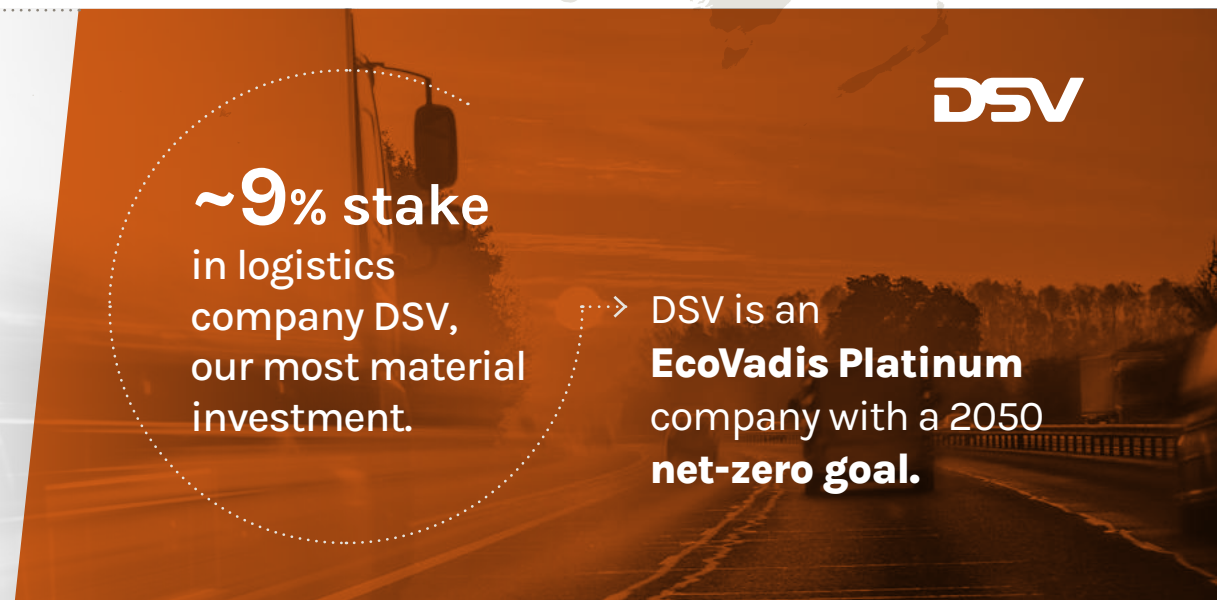 DSV
~9% stake
in logistics
company DSV,
our most material
investment.
DSV is an
EcoVadis Platinum
company with a 2050
net-zero goal.